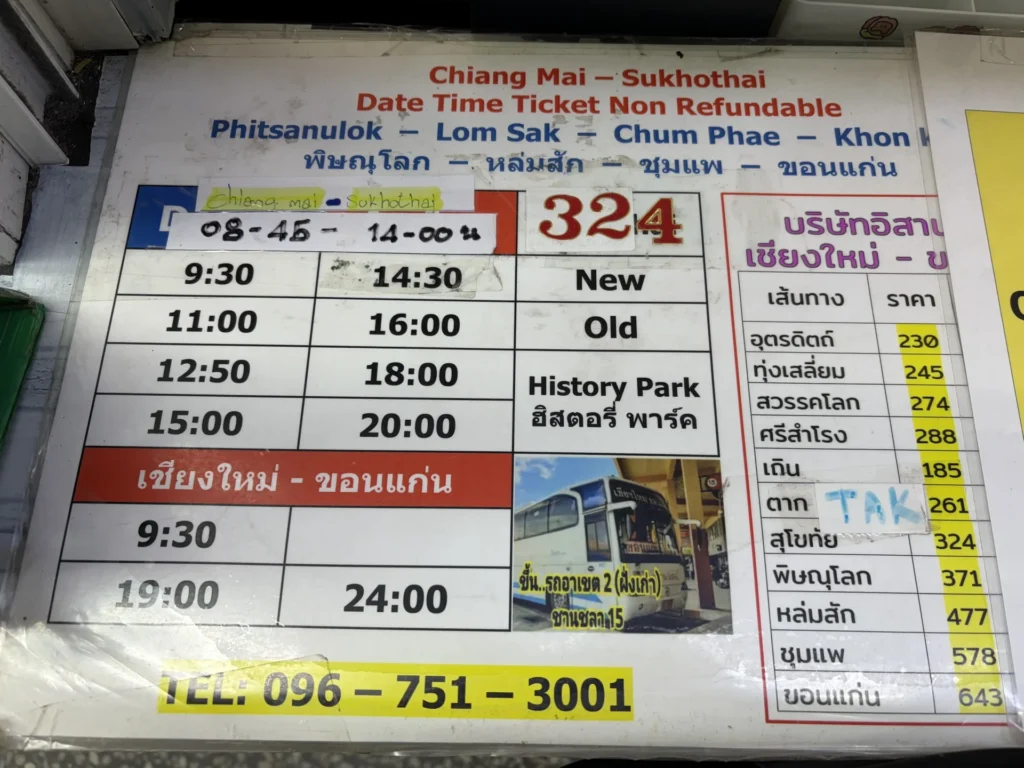 Chiang Mai – Sukhothai
Date Time Ticket Non Refundable
Phitsanulok – Lom Sak – Chum Phae – Khon
พิษณุโลก – หล่มสัก – ชุมแพ – ขอนแก่น
Chiang mai - Sukhothai
08-45 - 14-00 น
324
9:30 14:30 New
11:00 16:00 Old
12:50 18:00 History Park
ฮิสตอรี่ พาร์ค
15:00 20:00
เชียงใหม่ - ขอนแก่น
9:30
19:00 24:00
ขึ้น..รถอาเขต 2 (ฝั่งเก่า)
ชานชลา 15
TEL: 096 – 751 – 3001
บริษัทอิสาน
เชียงใหม่ - ข
เส้นทาง ราคา
อุตรดิตถ์ 230
ทุ่งเสลี่ยม 245
สวรรคโลก 274
ศรีสำโรง 288
เถิน 185
ตาก TAK 261
สุโขทัย 324
พิษณุโลก 371
หล่มสัก 477
ชุมแพ 578
ขอนแก่น 643